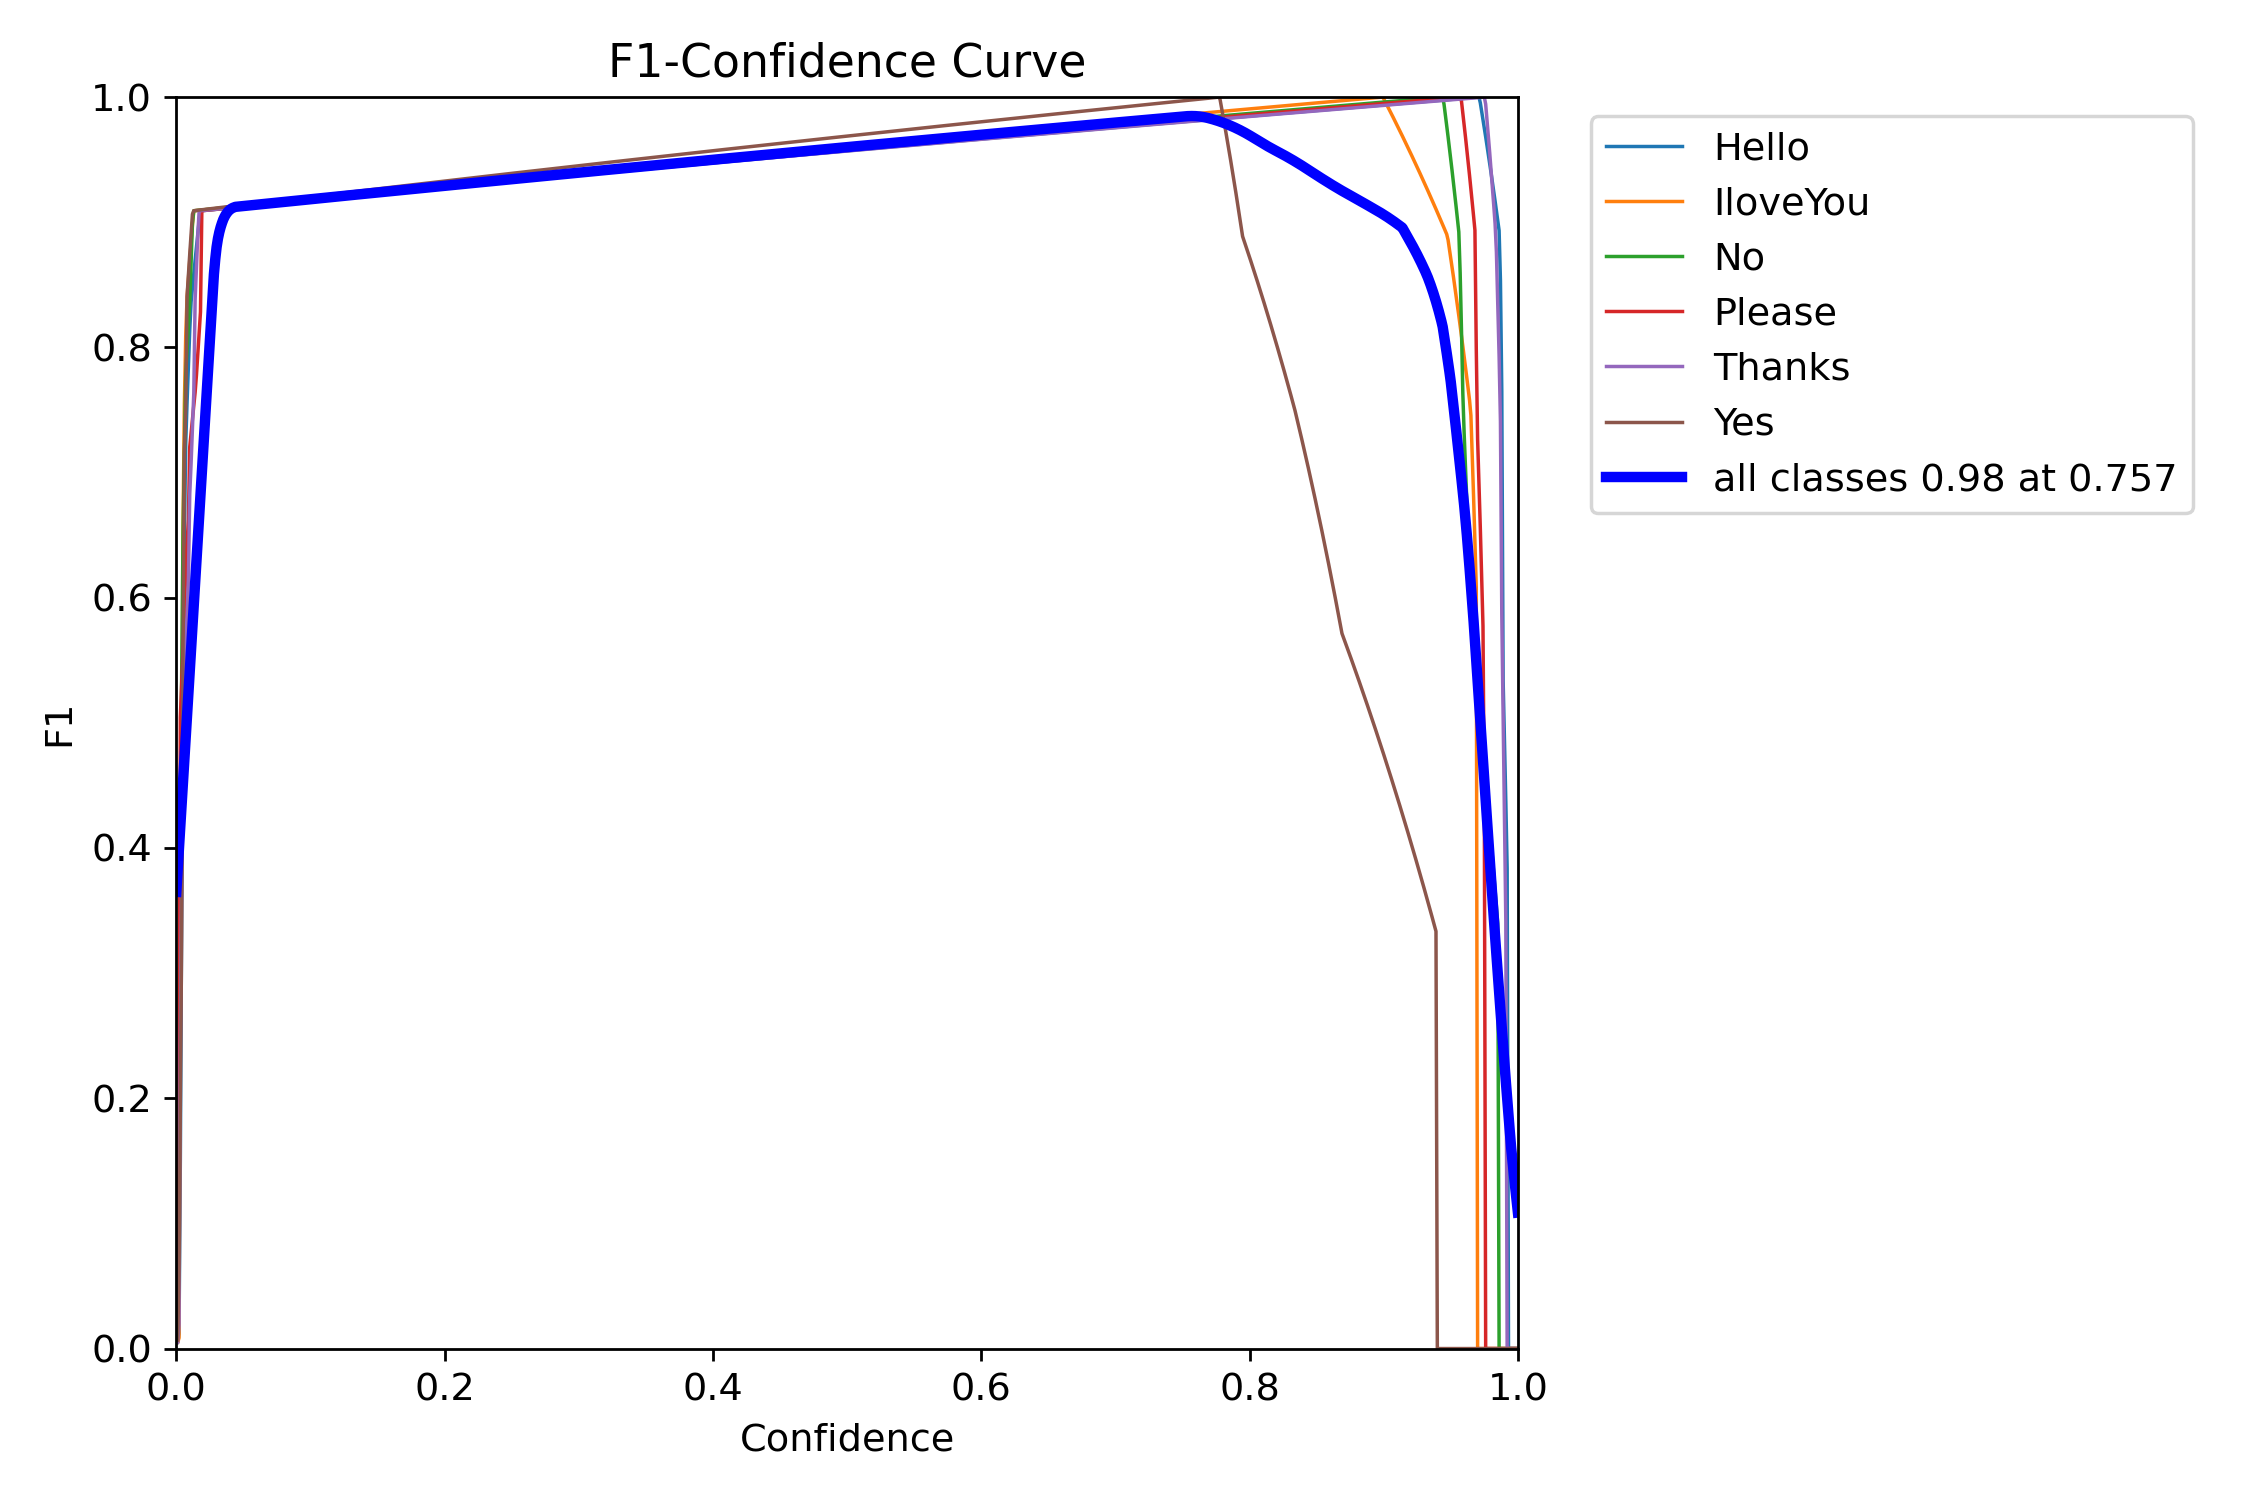 F1-Confidence Curve
1.0
0.8
0.6
0.4
0.2
0.0
F1
0.0 0.2 0.4 0.6 0.8 1.0
Confidence
Hello
IloveYou
No
Please
Thanks
Yes
all classes 0.98 at 0.757